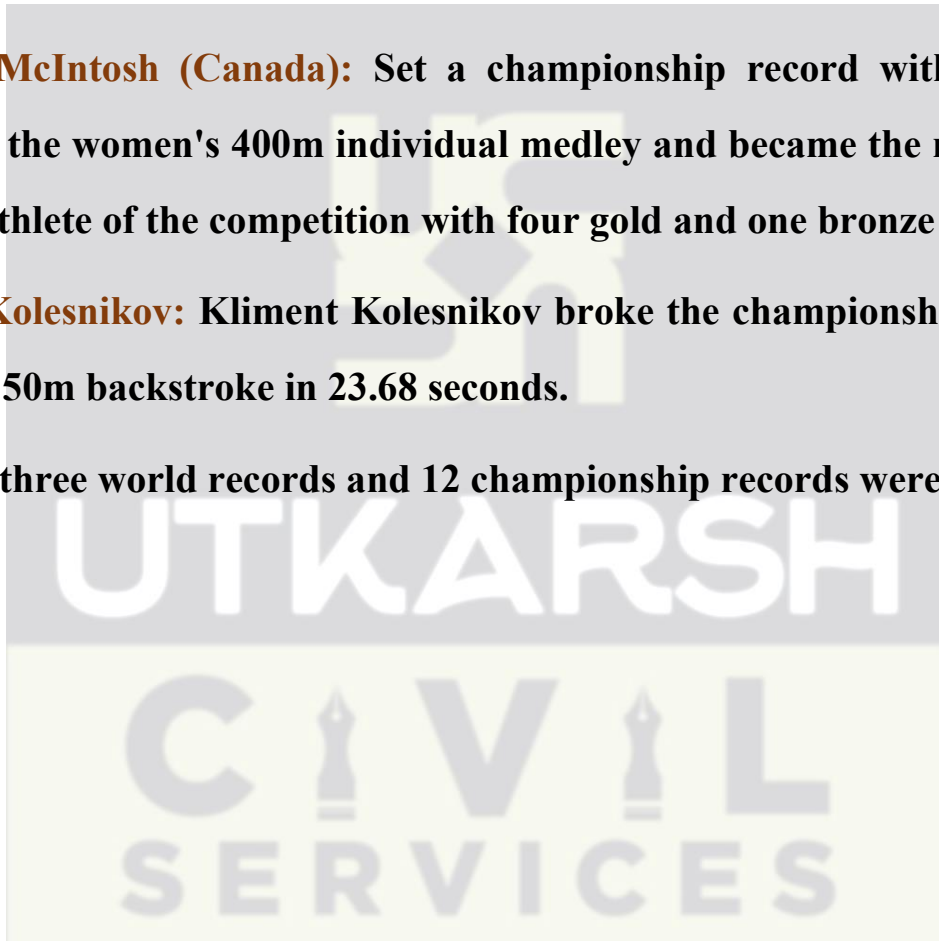 McIntosh (Canada): Set a championship record with
the women's 400m individual medley and became the
thlete of the competition with four gold and one bronze
Kolesnikov: Kliment Kolesnikov broke the championsh
50m backstroke in 23.68 seconds.
three world records and 12 championship records were
UTKARSH
CIVIL
SERVICES